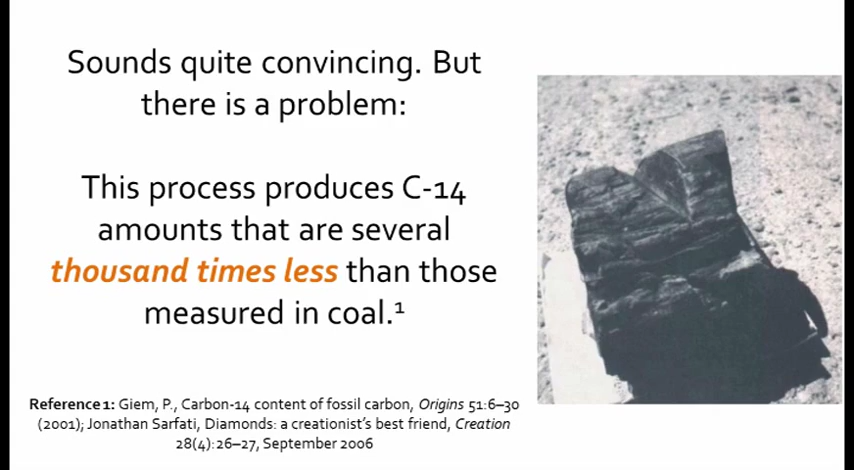 Sounds quite convincing. But
there is a problem:
This process produces C-14
amounts that are several
thousand times less than those
measured in coal.¹
Reference 1: Giem, P., Carbon-14 content of fossil carbon, Origins 51:6–30
(2001); Jonathan Sarfati, Diamonds: a creationist's best friend, Creation
28(4):26–27, September 2006